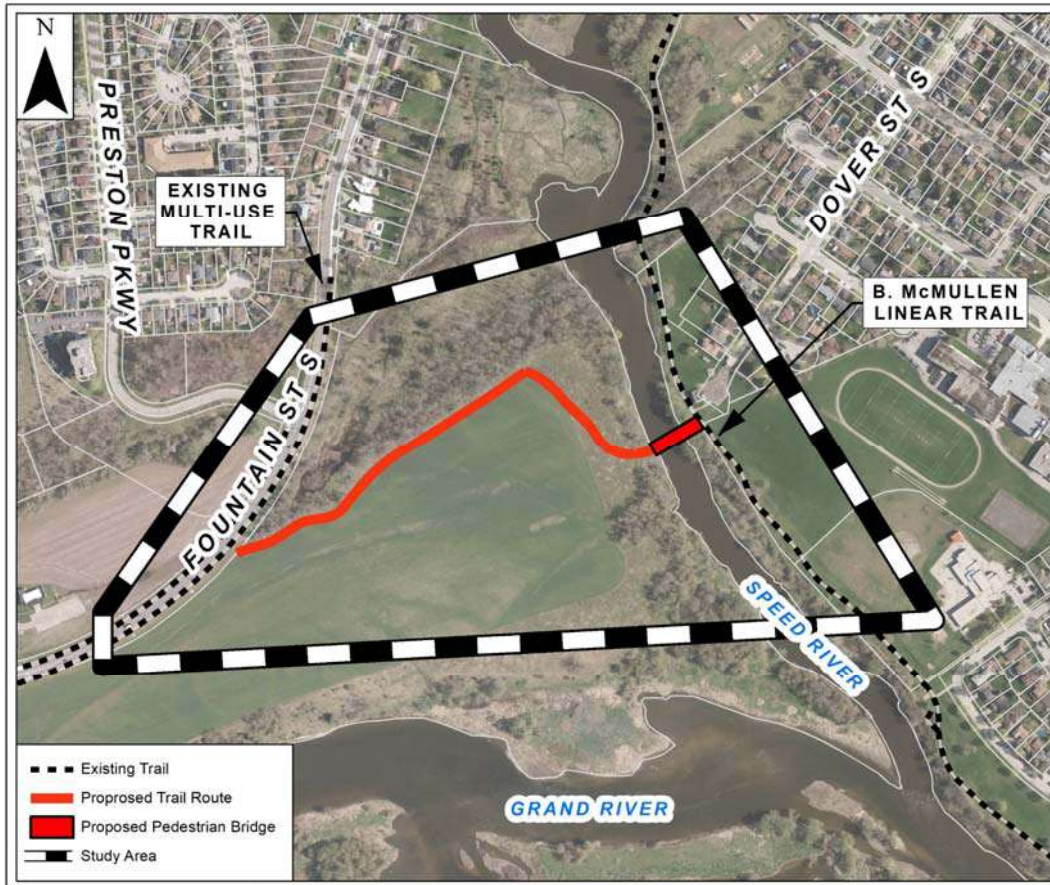 N
PRESTON PKWY
EXISTING
MULTI-USE
TRAIL
DOVER ST S
B. McMULLEN
LINEAR TRAIL
FOUNTAIN ST S
SPEED RIVER
GRAND RIVER
Existing Trail
Proprosed Trail Route
Proposed Pedestrian Bridge
Study Area